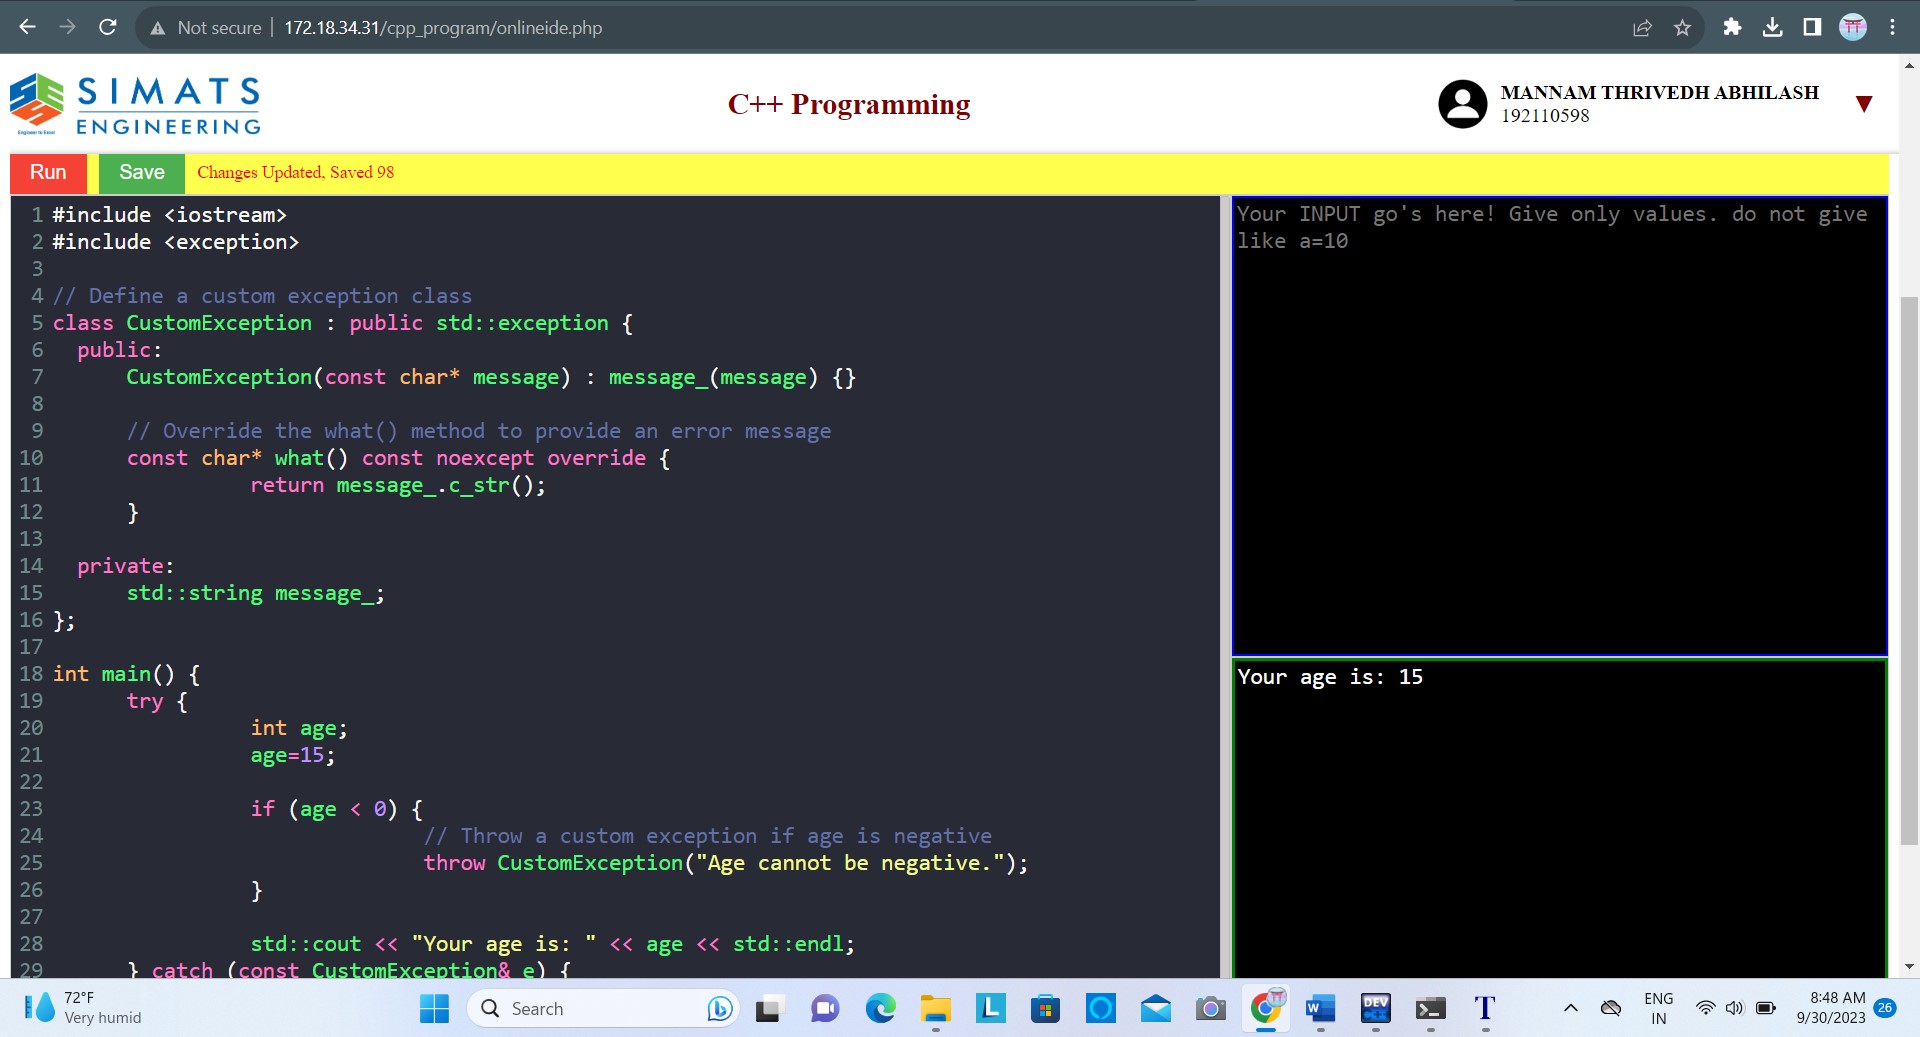 Not secure | 172.18.34.31/cpp_program/onlineide.php
SIMATS
ENGINEERING
Engineer to Excel
C++ Programming
MANNAM THRIVEDH ABHILASH
192110598
Run
Save
Changes Updated, Saved 98
1 #include <iostream>
2 #include <exception>
3
4 // Define a custom exception class
5 class CustomException : public std::exception {
6   public:
7       CustomException(const char* message) : message_(message) {}
8
9       // Override the what() method to provide an error message
10       const char* what() const noexcept override {
11                 return message_.c_str();
12       }
13
14   private:
15       std::string message_;
16 };
17
18 int main() {
19       try {
20                 int age;
21                 age=15;
22
23                 if (age < 0) {
24                               // Throw a custom exception if age is negative
25                               throw CustomException("Age cannot be negative.");
26                 }
27
28                 std::cout << "Your age is: " << age << std::endl;
29       } catch (const CustomException& e) {
Your INPUT go's here! Give only values. do not give
like a=10
Your age is: 15
72°F
Very humid
Search
L
W
DEV
C++
T
ENG
IN
8:48 AM
9/30/2023
26